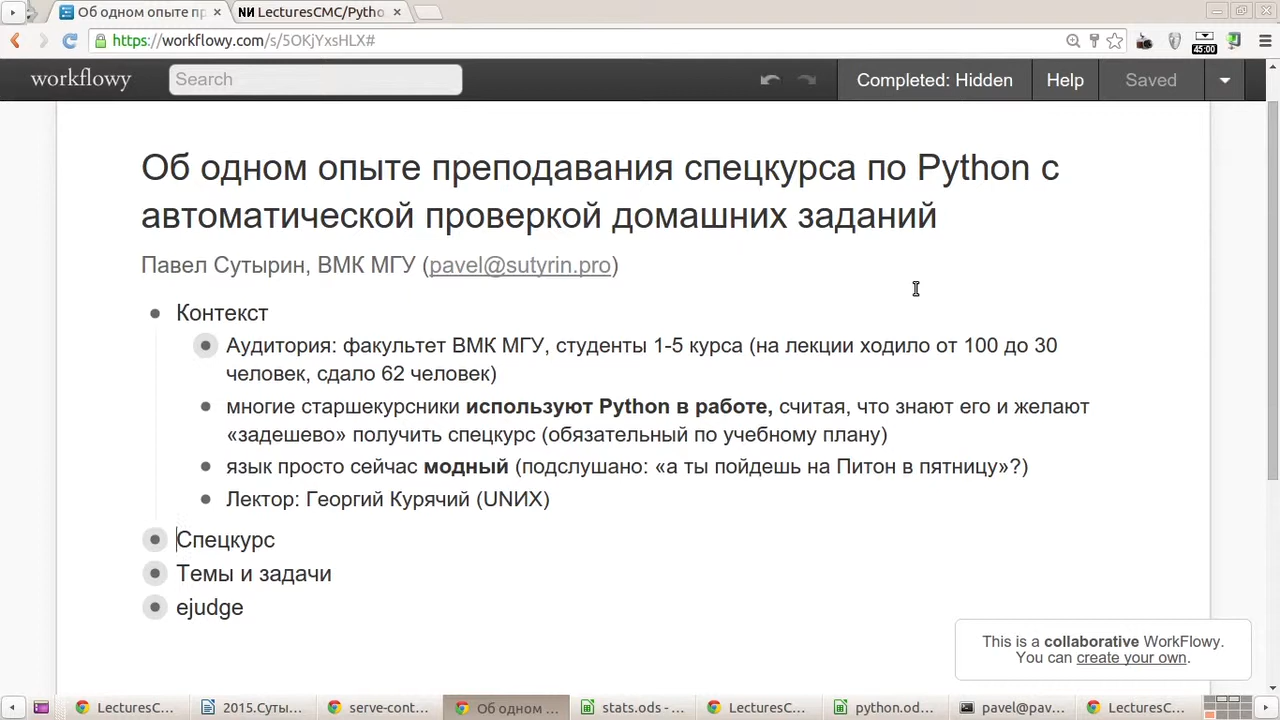 Об одном опыте пр
LecturesCMC/Pytho
https://workflowy.com/s/5OKjYxsHLX#
45:00
workflowy
Search
Completed: Hidden
Help
Saved
Об одном опыте преподавания спецкурса по Python с
автоматической проверкой домашних заданий
Павел Сутырин, ВМК МГУ (pavel@sutyrin.pro)
Контекст
Аудитория: факультет ВМК МГУ, студенты 1-5 курса (на лекции ходило от 100 до 30
человек, сдало 62 человек)
многие старшекурсники используют Python в работе, считая, что знают его и желают
«задешево» получить спецкурс (обязательный по учебному плану)
язык просто сейчас модный (подслушано: «а ты пойдешь на Питон в пятницу»?)
Лектор: Георгий Курячий (UNИX)
Спецкурс
Темы и задачи
ejudge
This is a collaborative WorkFlowy.
You can create your own.
LecturesC...
2015.Суты...
serve-cont...
Об одном ...
stats.ods - ...
LecturesC...
python.od...
pavel@pav...
LecturesC...